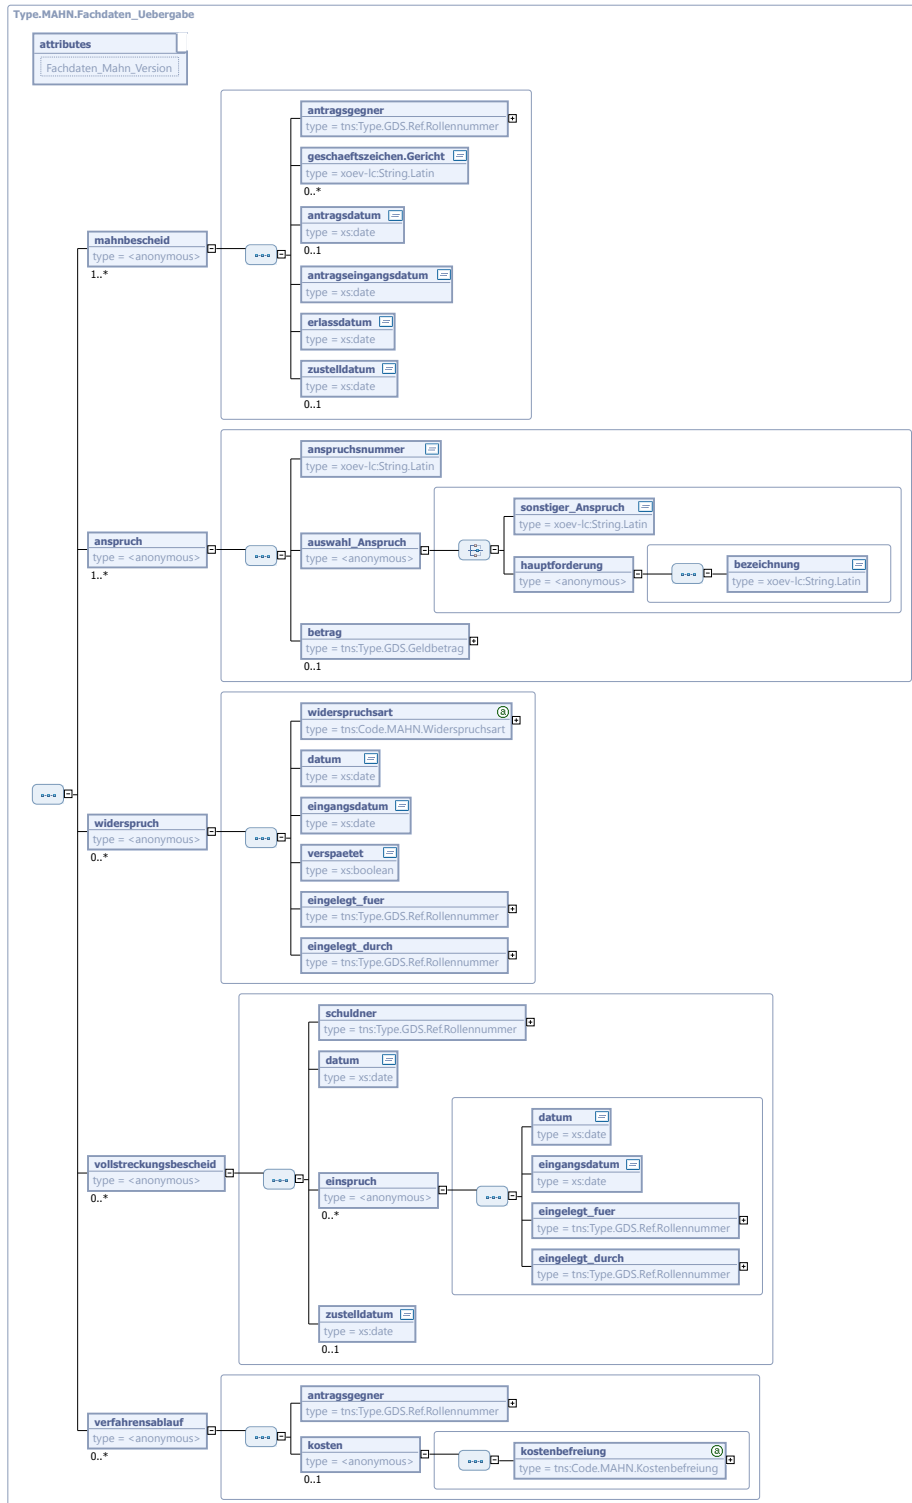 Type.MAHN.Fachdaten_Uebergabe
attributes
Fachdaten_Mahn_Version
mahnbescheid
type = <anonymous>
1..*
antragsgegner
type = tns:Type.GDS.Ref.Rollennummer
geschaeftszeichen.Gericht
type = xoev-lc:String.Latin
0..*
antragsdatum
type = xs:date
0..1
antragseingangsdatum
type = xs:date
erlassdatum
type = xs:date
zustelldatum
type = xs:date
0..1
anspruch
type = <anonymous>
1..*
anspruchsnummer
type = xoev-lc:String.Latin
auswahl_Anspruch
type = <anonymous>
sonstiger_Anspruch
type = xoev-lc:String.Latin
hauptforderung
type = <anonymous>
bezeichnung
type = xoev-lc:String.Latin
betrag
type = tns:Type.GDS.Geldbetrag
0..1
widerspruch
type = <anonymous>
0..*
widerspruchsart
a
type = tns:Code.MAHN.Widerspruchsart
datum
type = xs:date
eingangsdatum
type = xs:date
verspaetet
type = xs:boolean
eingelegt_fuer
type = tns:Type.GDS.Ref.Rollennummer
eingelegt_durch
type = tns:Type.GDS.Ref.Rollennummer
vollstreckungsbescheid
type = <anonymous>
0..*
schuldner
type = tns:Type.GDS.Ref.Rollennummer
datum
type = xs:date
einspruch
type = <anonymous>
0..*
datum
type = xs:date
eingangsdatum
type = xs:date
eingelegt_fuer
type = tns:Type.GDS.Ref.Rollennummer
eingelegt_durch
type = tns:Type.GDS.Ref.Rollennummer
zustelldatum
type = xs:date
0..1
verfahrensablauf
type = <anonymous>
0..*
antragsgegner
type = tns:Type.GDS.Ref.Rollennummer
kosten
type = <anonymous>
0..1
kostenbefreiung
a
type = tns:Code.MAHN.Kostenbefreiung